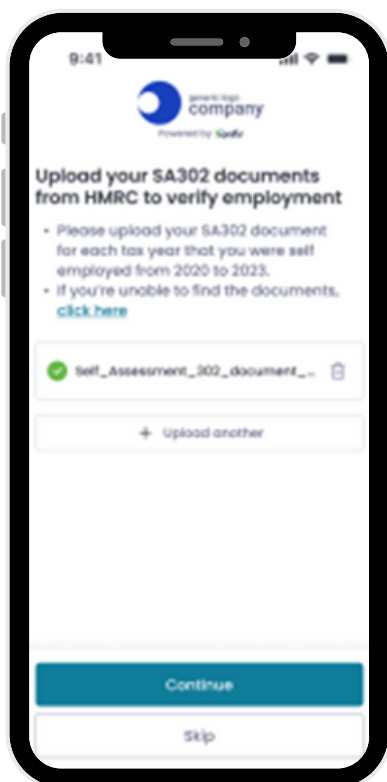 9:41
generic logo
company
Powered by Konfir
Upload your SA302 documents
from HMRC to verify employment
• Please upload your SA302 document
for each tax year that you were self
employed from 2020 to 2023.
• If you're unable to find the documents,
click here
Self_Assessment_302_document_...
+ Upload another
Continue
Skip